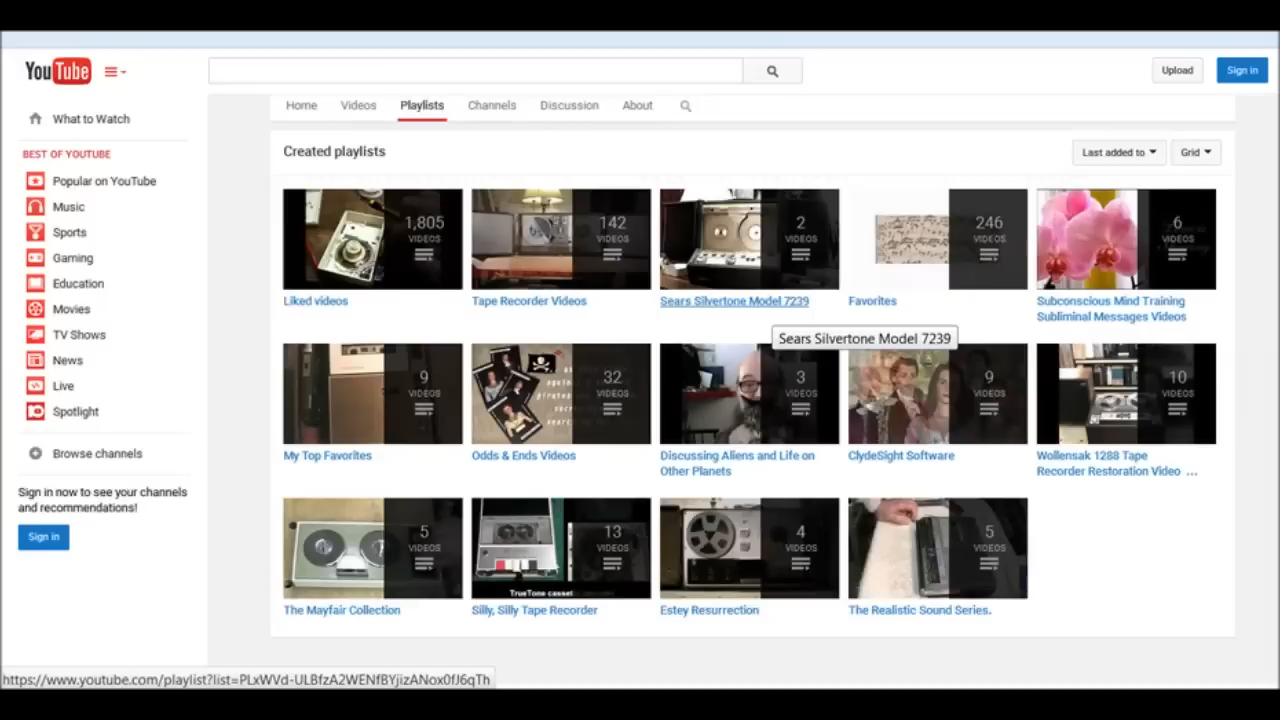 YouTube
Upload
Sign in
Home
Videos
Playlists
Channels
Discussion
About
What to Watch
BEST OF YOUTUBE
Popular on YouTube
Music
Sports
Gaming
Education
Movies
TV Shows
News
Live
Spotlight
Browse channels
Sign in now to see your channels
and recommendations!
Sign in
Created playlists
Last added to
Grid
1,805
VIDEOS
Liked videos
142
VIDEOS
Tape Recorder Videos
2
VIDEOS
Sears Silvertone Model 7239
246
VIDEOS
Favorites
6
VIDEOS
Subconscious Mind Training
Subliminal Messages Videos
Sears Silvertone Model 7239
9
VIDEOS
My Top Favorites
32
VIDEOS
Odds & Ends Videos
3
VIDEOS
Discussing Aliens and Life on
Other Planets
9
VIDEOS
ClydeSight Software
10
VIDEOS
Wollensak 1288 Tape
Recorder Restoration Video ...
5
VIDEOS
The Mayfair Collection
13
VIDEOS
TrueTone casset
Silly, Silly Tape Recorder
4
VIDEOS
Estey Resurrection
5
VIDEOS
The Realistic Sound Series.
https://www.youtube.com/playlist?list=PLxWVd-ULBfzA2WENfBYjizANox0fJ6qTh